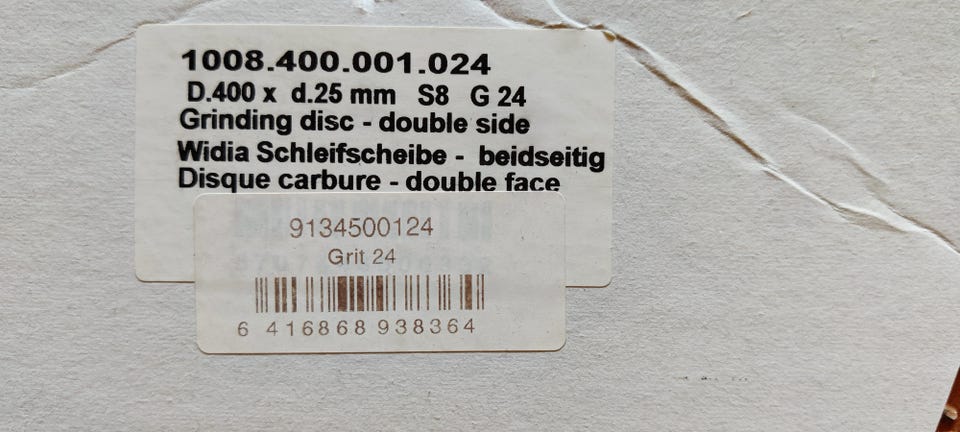 1008.400.001.024
D.400 x d.25 mm S8 G 24
Grinding disc - double side
Widia Schleifscheibe - beidseitig
Disque carbure - double face
9134500124
Grit 24
6 416868 938364